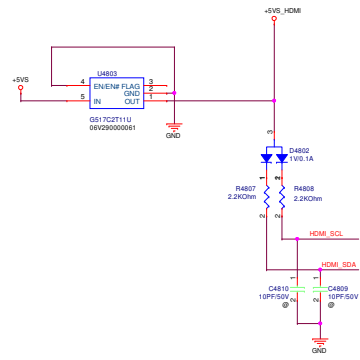 +5VS_HDMI
U4803
+5VS
4
EN/EN# FLAG
3
GND
2
5
IN
OUT
1
G517C2T11U
06V290000061
GND
3
D4802
1V/0.1A
1
2
R4807
2.2KOhm
R4808
2.2KOhm
2
2
HDMI_SCL
HDMI_SDA
1
1
C4810
10PF/50V
@
C4809
10PF/50V
@
2
2
GND